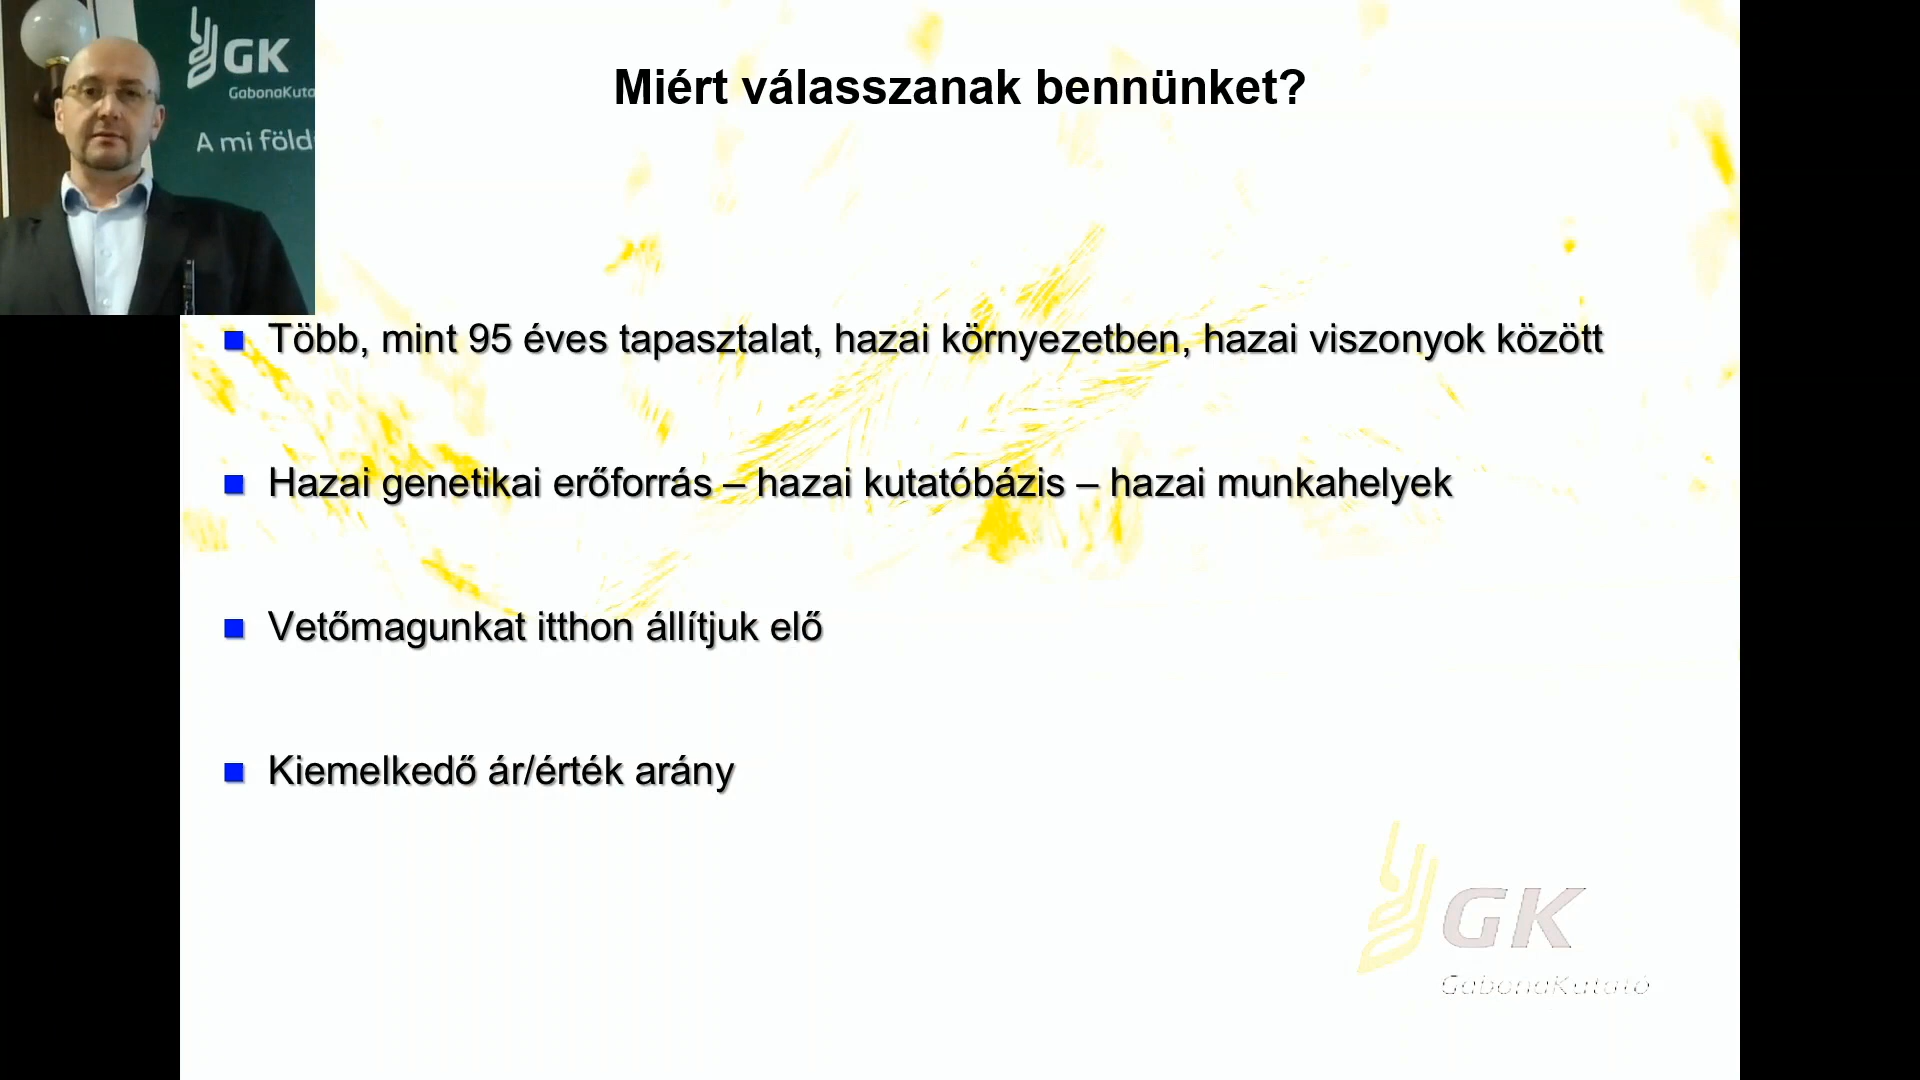 GK
A mi föld
Miért válasszanak bennünket?
Több, mint 95 éves tapasztalat, hazai környezetben, hazai viszonyok között
Hazai genetikai erőforrás – hazai kutatóbázis – hazai munkahelyek
Vetőmagunkat itthon állítjuk elő
Kiemelkedő ár/érték arány
GK
GabonaKutató